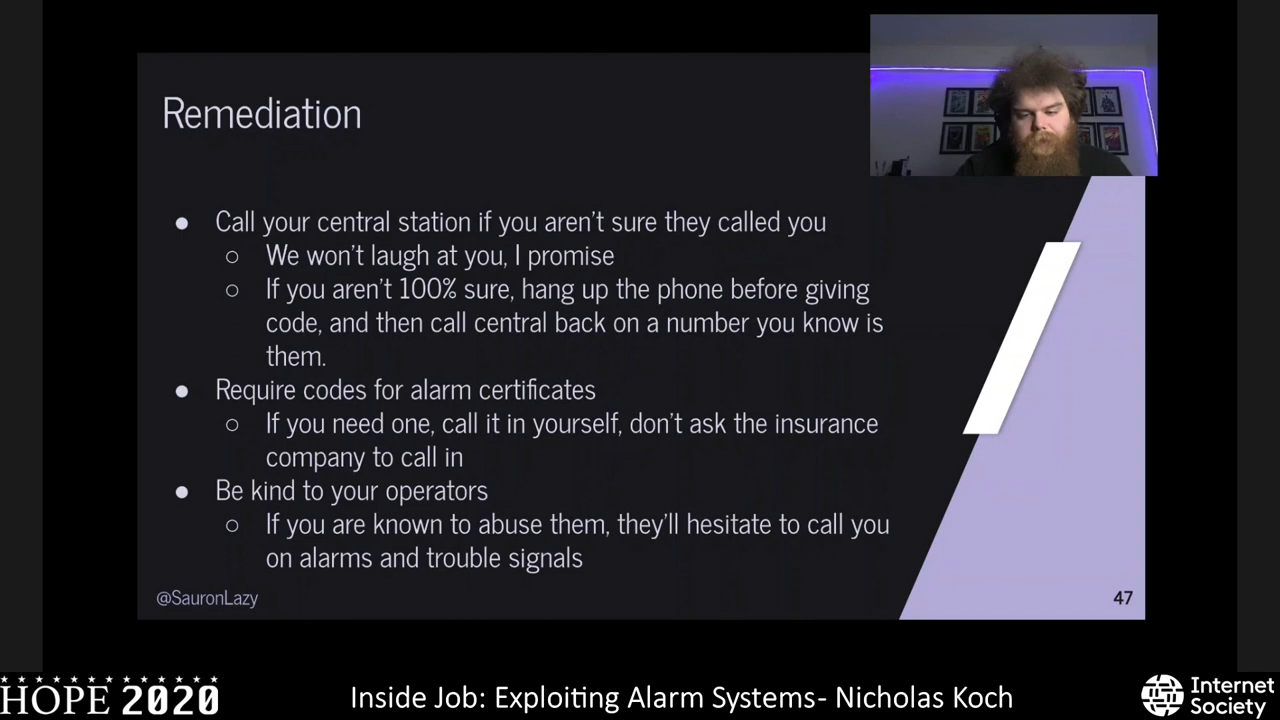 Remediation
● Call your central station if you aren't sure they called you
○ We won't laugh at you, I promise
○ If you aren't 100% sure, hang up the phone before giving
code, and then call central back on a number you know is
them.
● Require codes for alarm certificates
○ If you need one, call it in yourself, don't ask the insurance
company to call in
● Be kind to your operators
○ If you are known to abuse them, they'll hesitate to call you
on alarms and trouble signals
@SauronLazy
47
HOPE 2020
Inside Job: Exploiting Alarm Systems- Nicholas Koch
Internet
Society